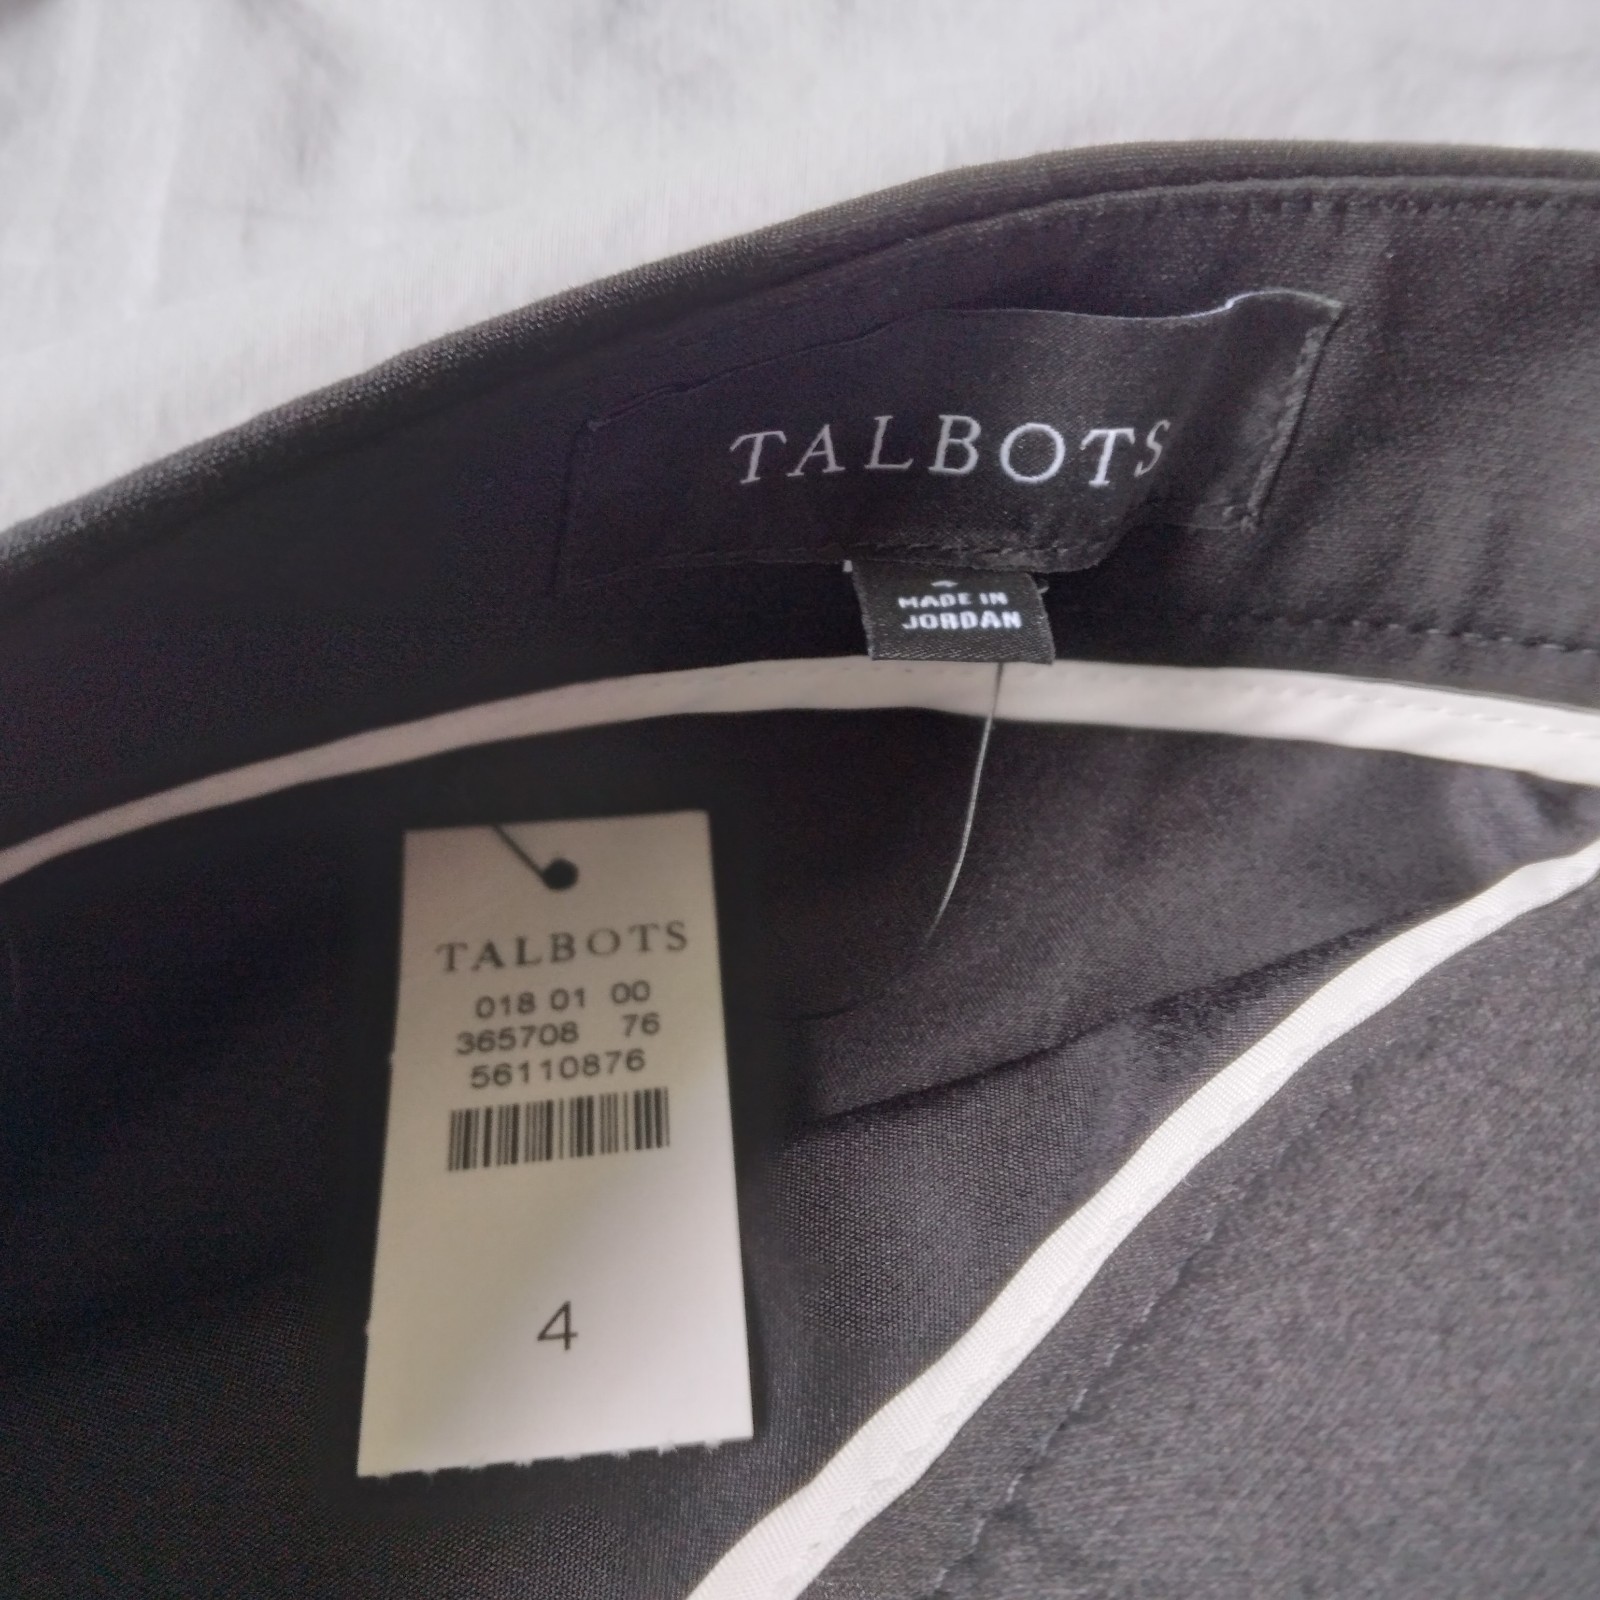 TALBOTS
MADE IN
JORDAN
TALBOTS
018 01 00
365708 76
56110876
4